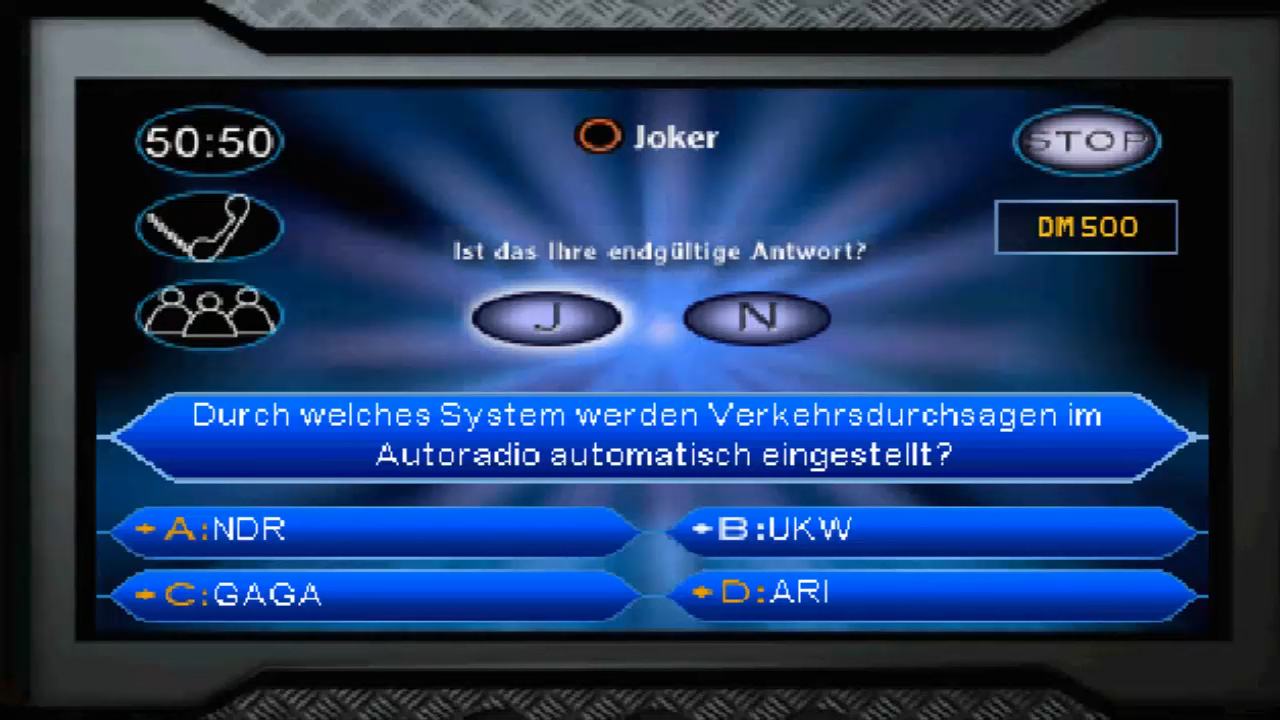 50:50
Joker
STOP
DM 500
Ist das Ihre endgültige Antwort?
J
N
Durch welches System werden Verkehrsdurchsagen im
Autoradio automatisch eingestellt?
A:NDR
B:UKW
C:GAGA
D:ARI